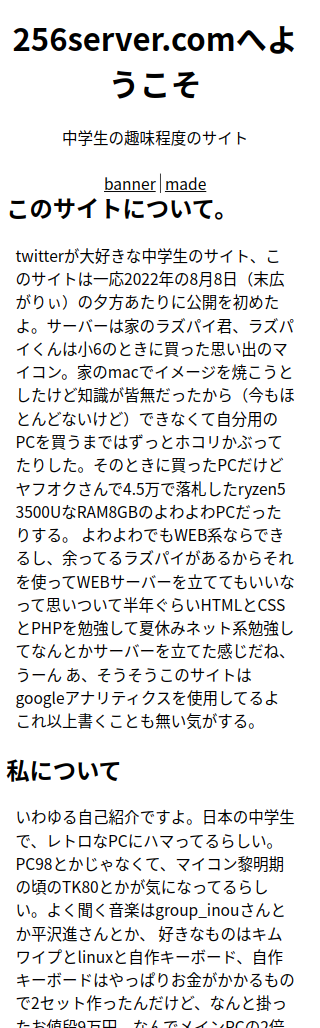 256server.comへよ
うこそ
中学生の趣味程度のサイト
banner│made
このサイトについて。
twitterが大好きな中学生のサイト、こ
のサイトは一応2022年の8月8日（末広
がりぃ）の夕方あたりに公開を初めた
よ。サーバーは家のラズパイ君、ラズパ
イくんは小6のときに買った思い出のマ
イコン。家のmacでイメージを焼こうと
したけど知識が皆無だったから（今もほ
とんどないけど）できなくて自分用の
PCを買うまではずっとホコリかぶって
たりした。そのときに買ったPCだけど
ヤフオクさんで4.5万で落札したryzen5
3500UなRAM8GBのよわよわPCだった
りする。 よわよわでもWEB系ならでき
るし、余ってるラズパイがあるからそれ
を使ってWEBサーバーを立ててもいいな
って思いついて半年ぐらいHTMLとCSS
とPHPを勉強して夏休みネット系勉強し
てなんとかサーバーを立てた感じだね、
うーん あ、そうそうこのサイトは
googleアナリティクスを使用してるよ
これ以上書くことも無い気がする。
私について
いわゆる自己紹介ですよ。日本の中学生
で、レトロなPCにハマってるらしい。
PC98とかじゃなくて、マイコン黎明期
の頃のTK80とかが気になってるらし
い。よく聞く音楽はgroup_inouさんと
か平沢進さんとか、 好きなものはキム
ワイプとlinuxと自作キーボード、自作
キーボードはやっぱりお金がかかるもの
で2セット作ったんだけど、なんと掛っ
たお値段9万円、なんでメインPCの2倍